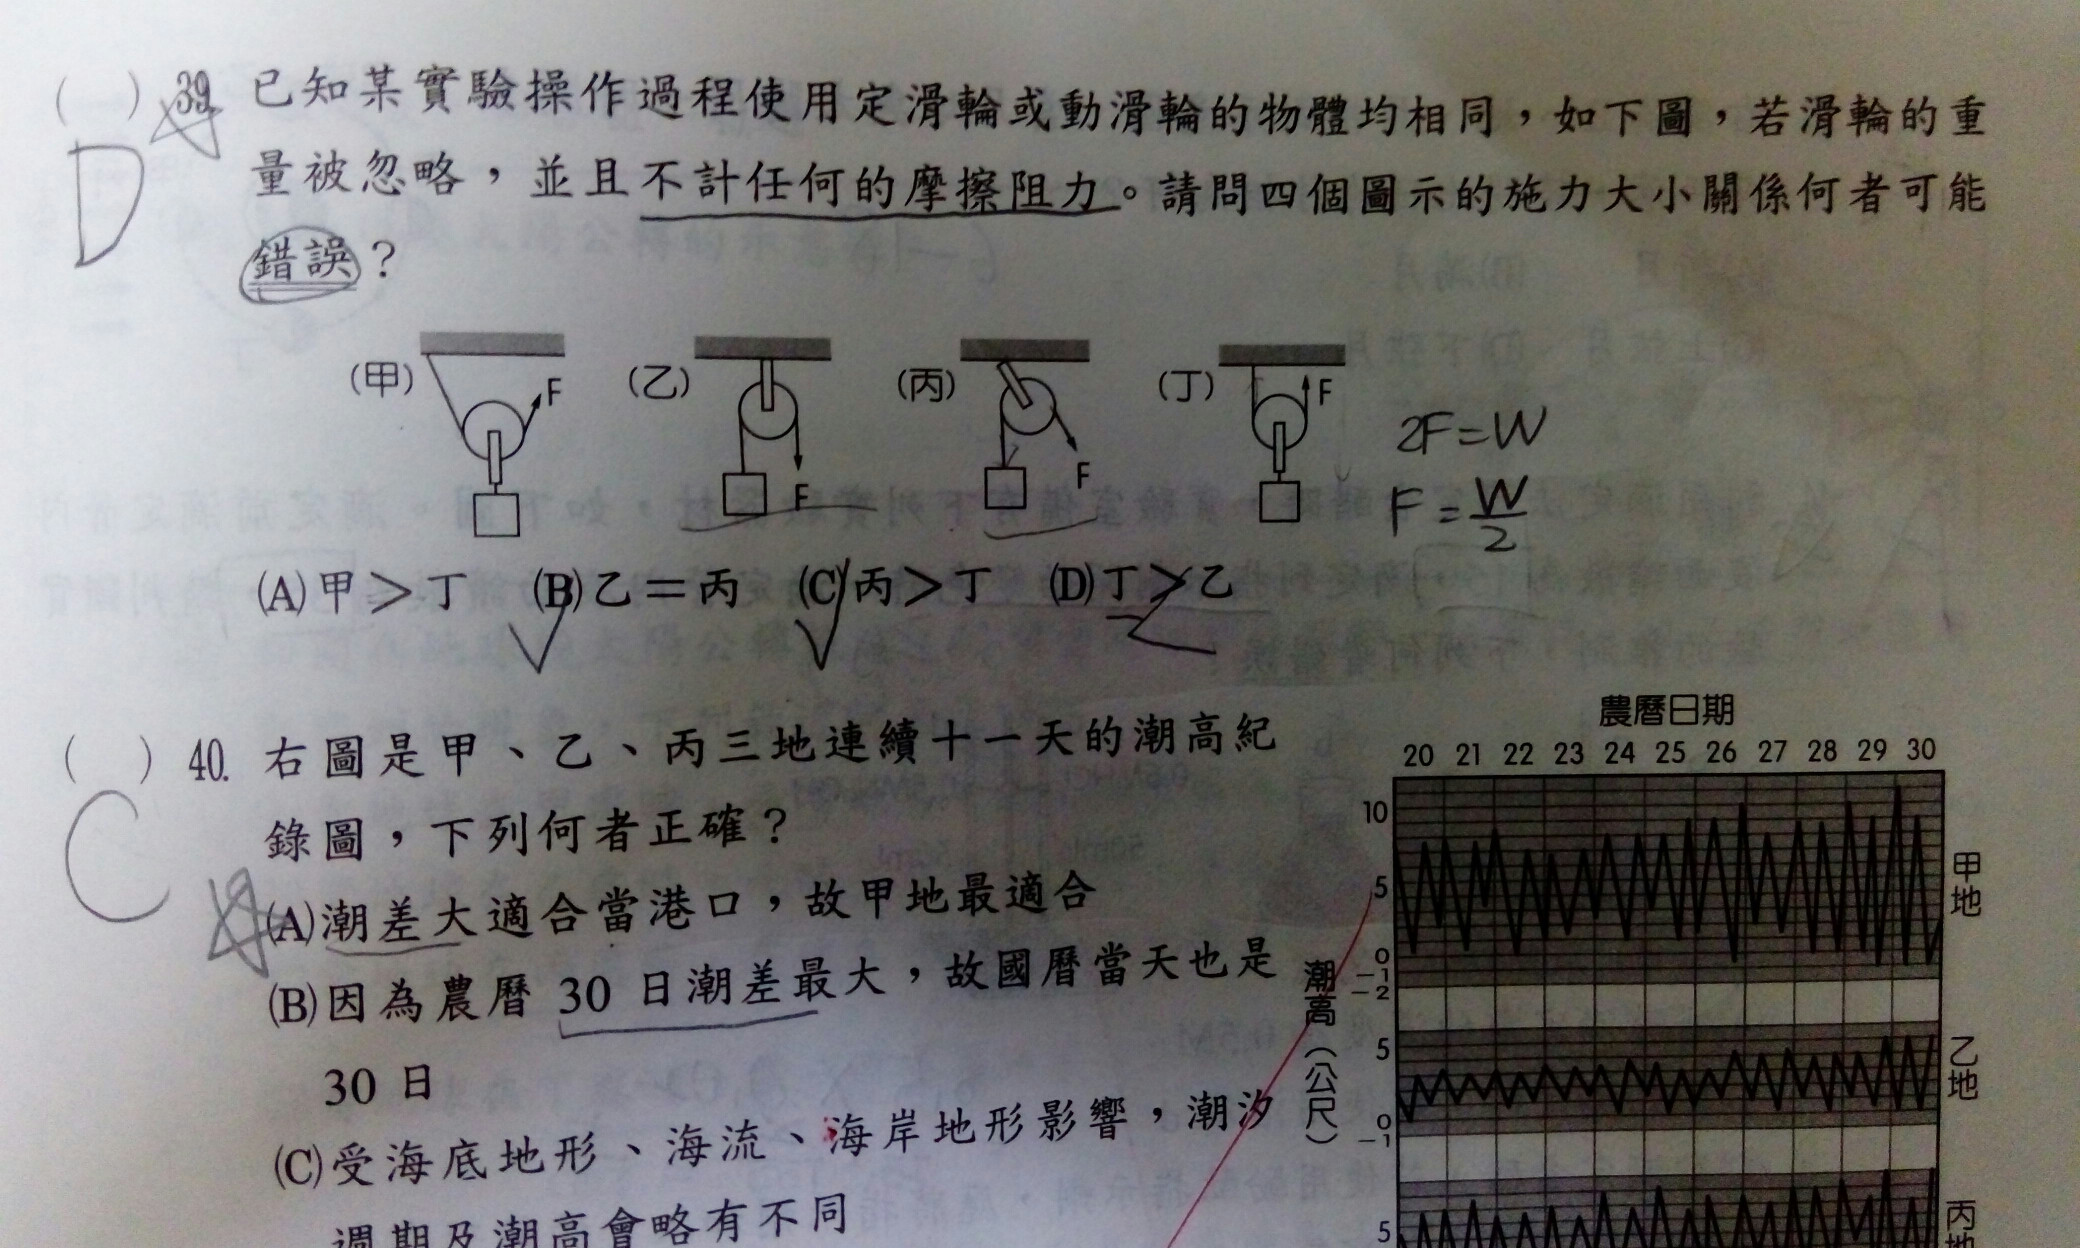 ( ) 39. 已知某實驗操作過程使用定滑輪或動滑輪的物體均相同，如下圖，若滑輪的重
D
量被忽略，並且不計任何的摩擦阻力。請問四個圖示的施力大小關係何者可能
錯誤？
(甲) F (乙) F (丙) F (丁) F
2F=W
F=W/2
(A)甲＞丁 (B)乙＝丙 (C)丙＞丁 (D)丁＞乙
( ) 40. 右圖是甲、乙、丙三地連續十一天的潮高紀
C
錄圖，下列何者正確？
(A)潮差大適合當港口，故甲地最適合
(B)因為農曆 30 日潮差最大，故國曆當天也是
30 日
(C)受海底地形、海流、海岸地形影響，潮汐
週期及潮高會略有不同
農曆日期
20 21 22 23 24 25 26 27 28 29 30
10
5
0
-1
-2
甲地
潮高（公尺）
5
0
-1
乙地
5
丙地